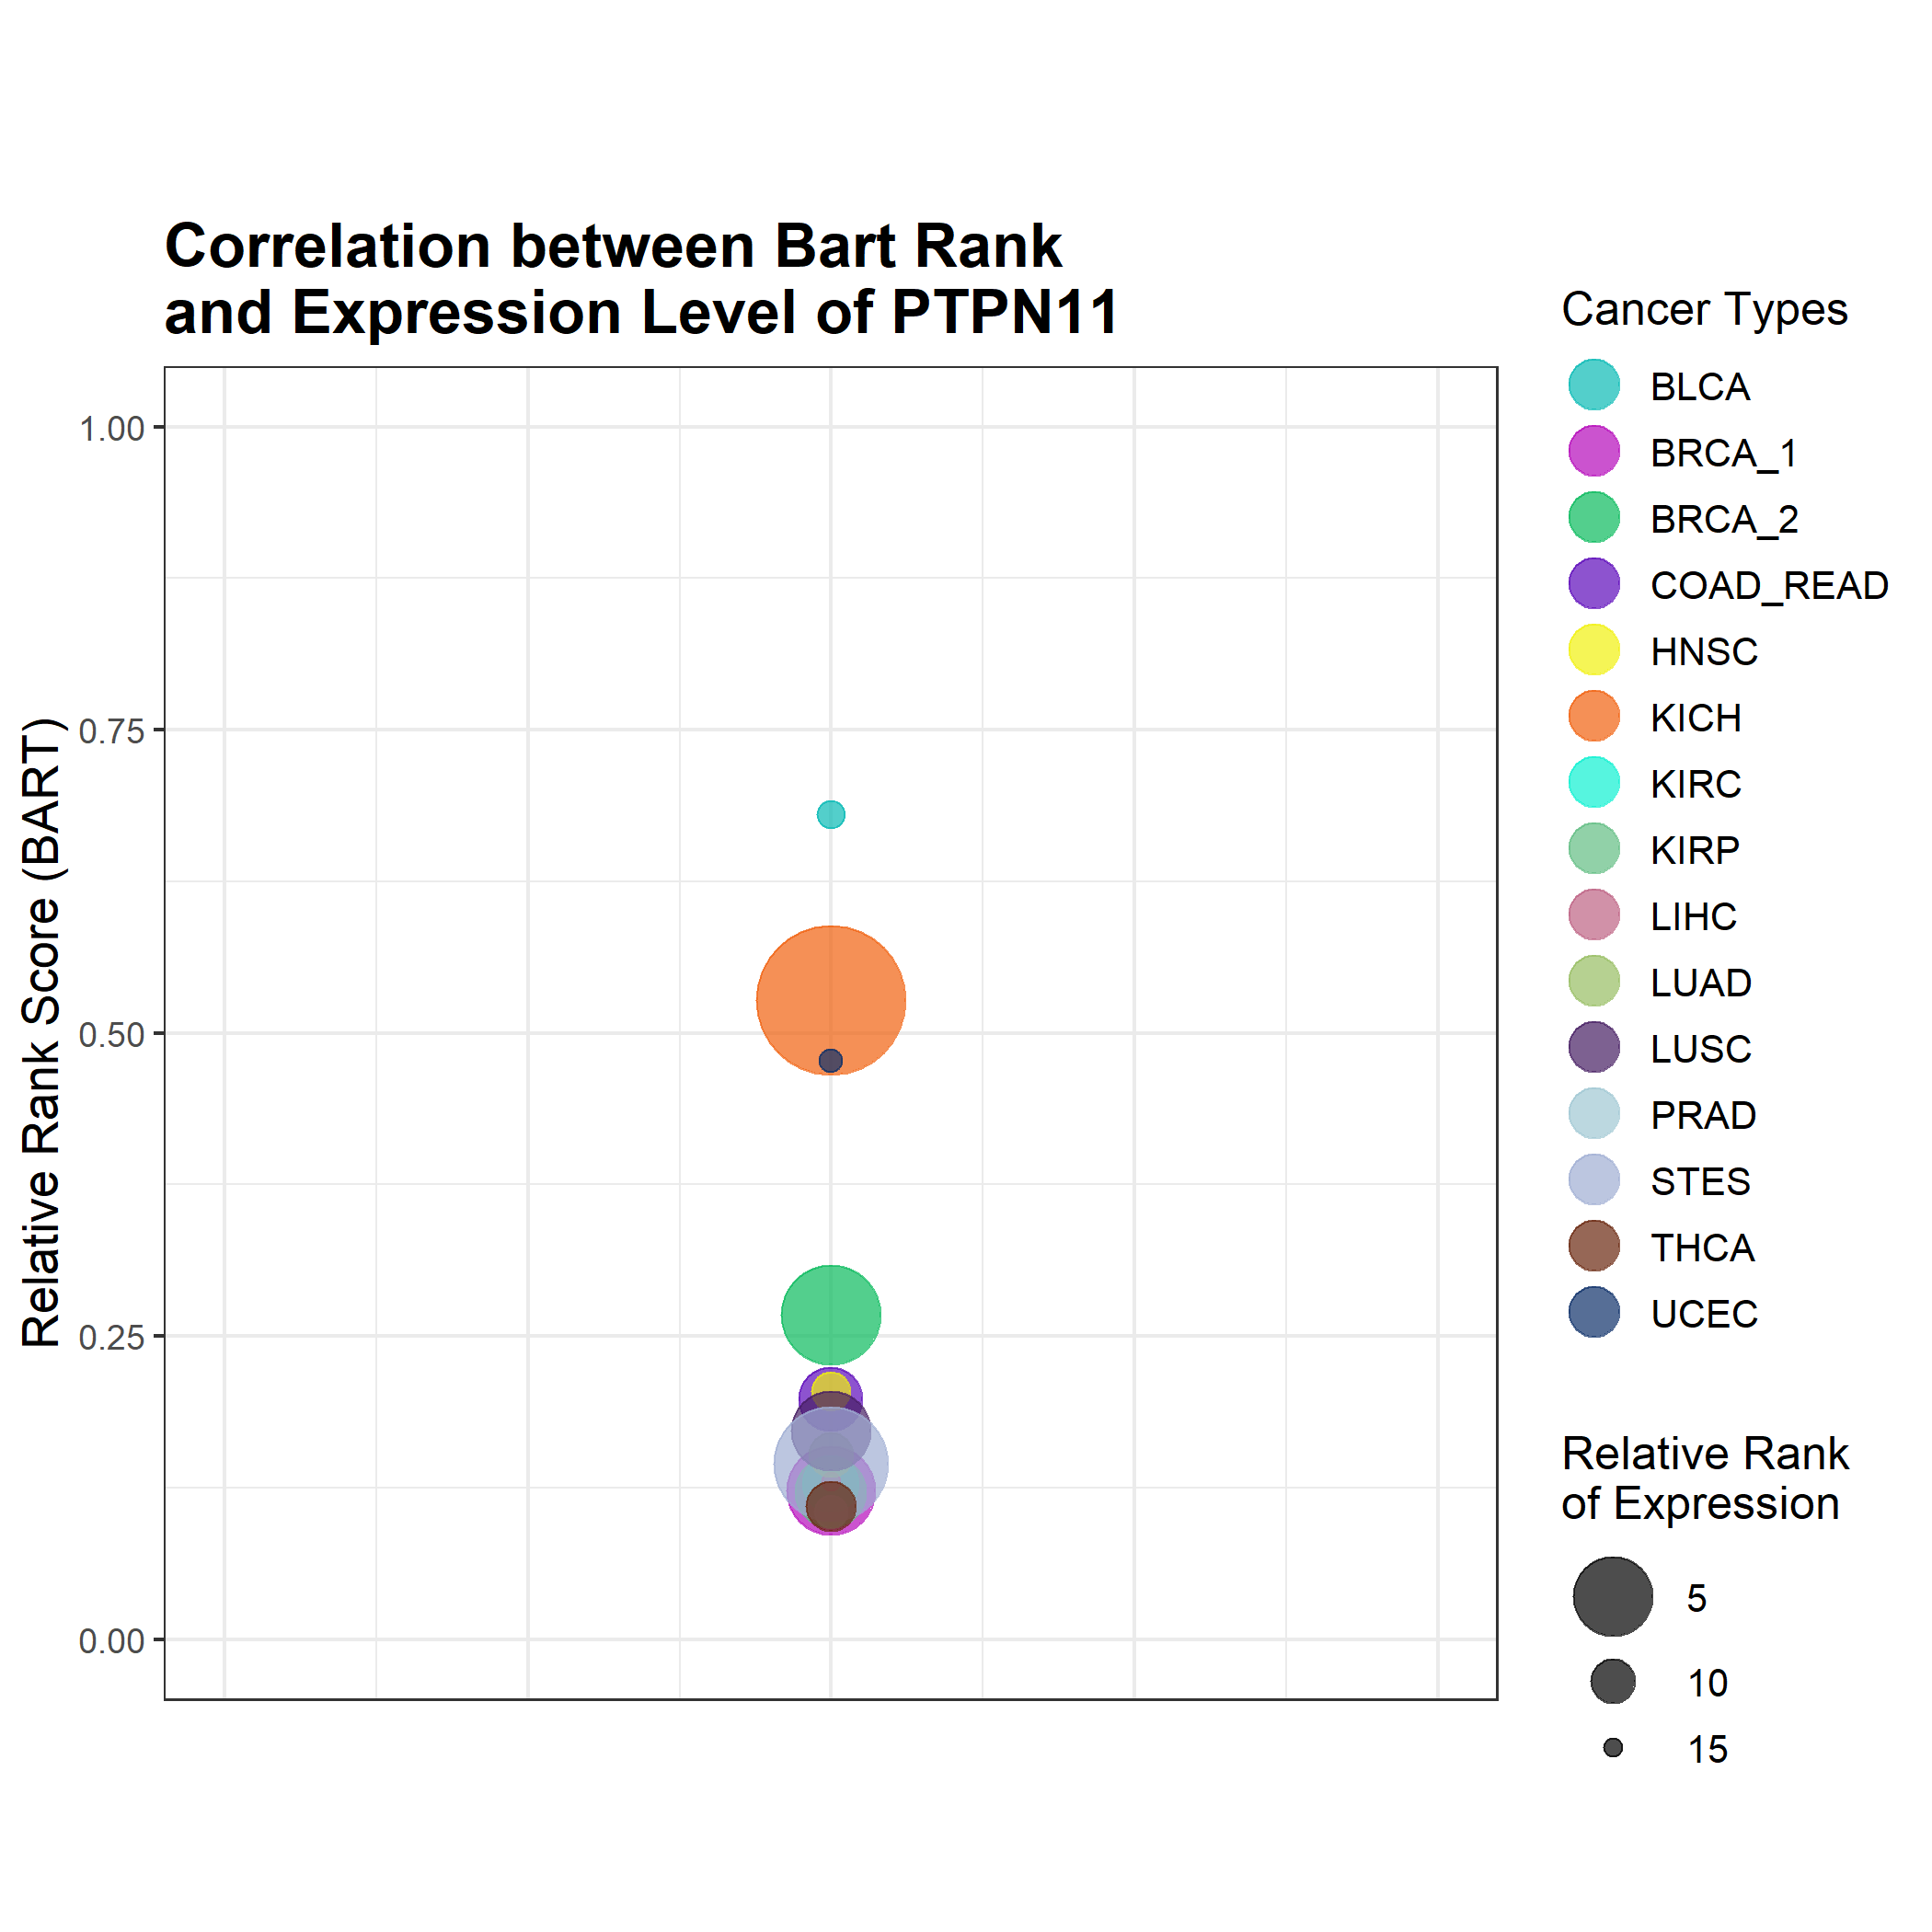 Correlation between Bart Rank
and Expression Level of PTPN11
Relative Rank Score (BART)
1.00
0.75
0.50
0.25
0.00
Cancer Types
BLCA
BRCA_1
BRCA_2
COAD_READ
HNSC
KICH
KIRC
KIRP
LIHC
LUAD
LUSC
PRAD
STES
THCA
UCEC
Relative Rank
of Expression
5
10
15